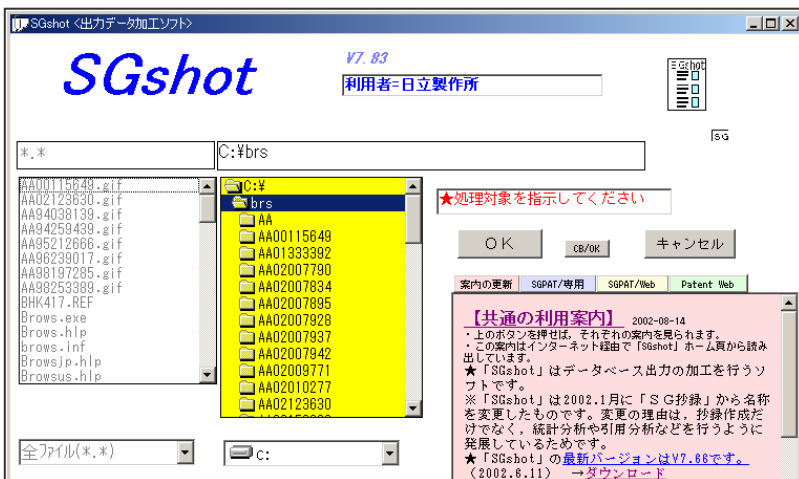 SGshot <出力データ加工ソフト>
SGshot
V7.83
利用者=日立製作所
SGshot
SG
*.*
C:¥brs
AA00115649.gif
AA02123630.gif
AA94038139.gif
AA94259439.gif
AA95212666.gif
AA96239017.gif
AA98197285.gif
AA98253389.gif
BHK417.REF
Brows.exe
Brows.hlp
brows.inf
Browsjp.hlp
Browsus.hlp
C:¥
brs
AA
AA00115649
AA01333392
AA02007790
AA02007834
AA02007895
AA02007928
AA02007937
AA02007942
AA02009771
AA02010277
AA02123630
全ファイル(*.*)
C:
★処理対象を指示してください
OK
CB/OK
キャンセル
案内の更新
SGPAT/専用
SGPAT/Web
Patent Web
【共通の利用案内】 2002-08-14
・上のボタンを押せば，それぞれの案内を見られます。
・この案内はインターネット経由で「SGshot」ホーム頁から読み
出しています。
★「SGshot」はデータベース出力の加工を行うソ
フトです。
※「SGshot」は2002.1月に「ＳＧ抄録」から名称
を変更したものです。変更の理由は，抄録作成だ
けでなく，統計分析や引用分析などを行うように
発展しているためです。
★「SGshot」の最新バージョンはV7.66です。
(2002.6.11) →ダウンロード